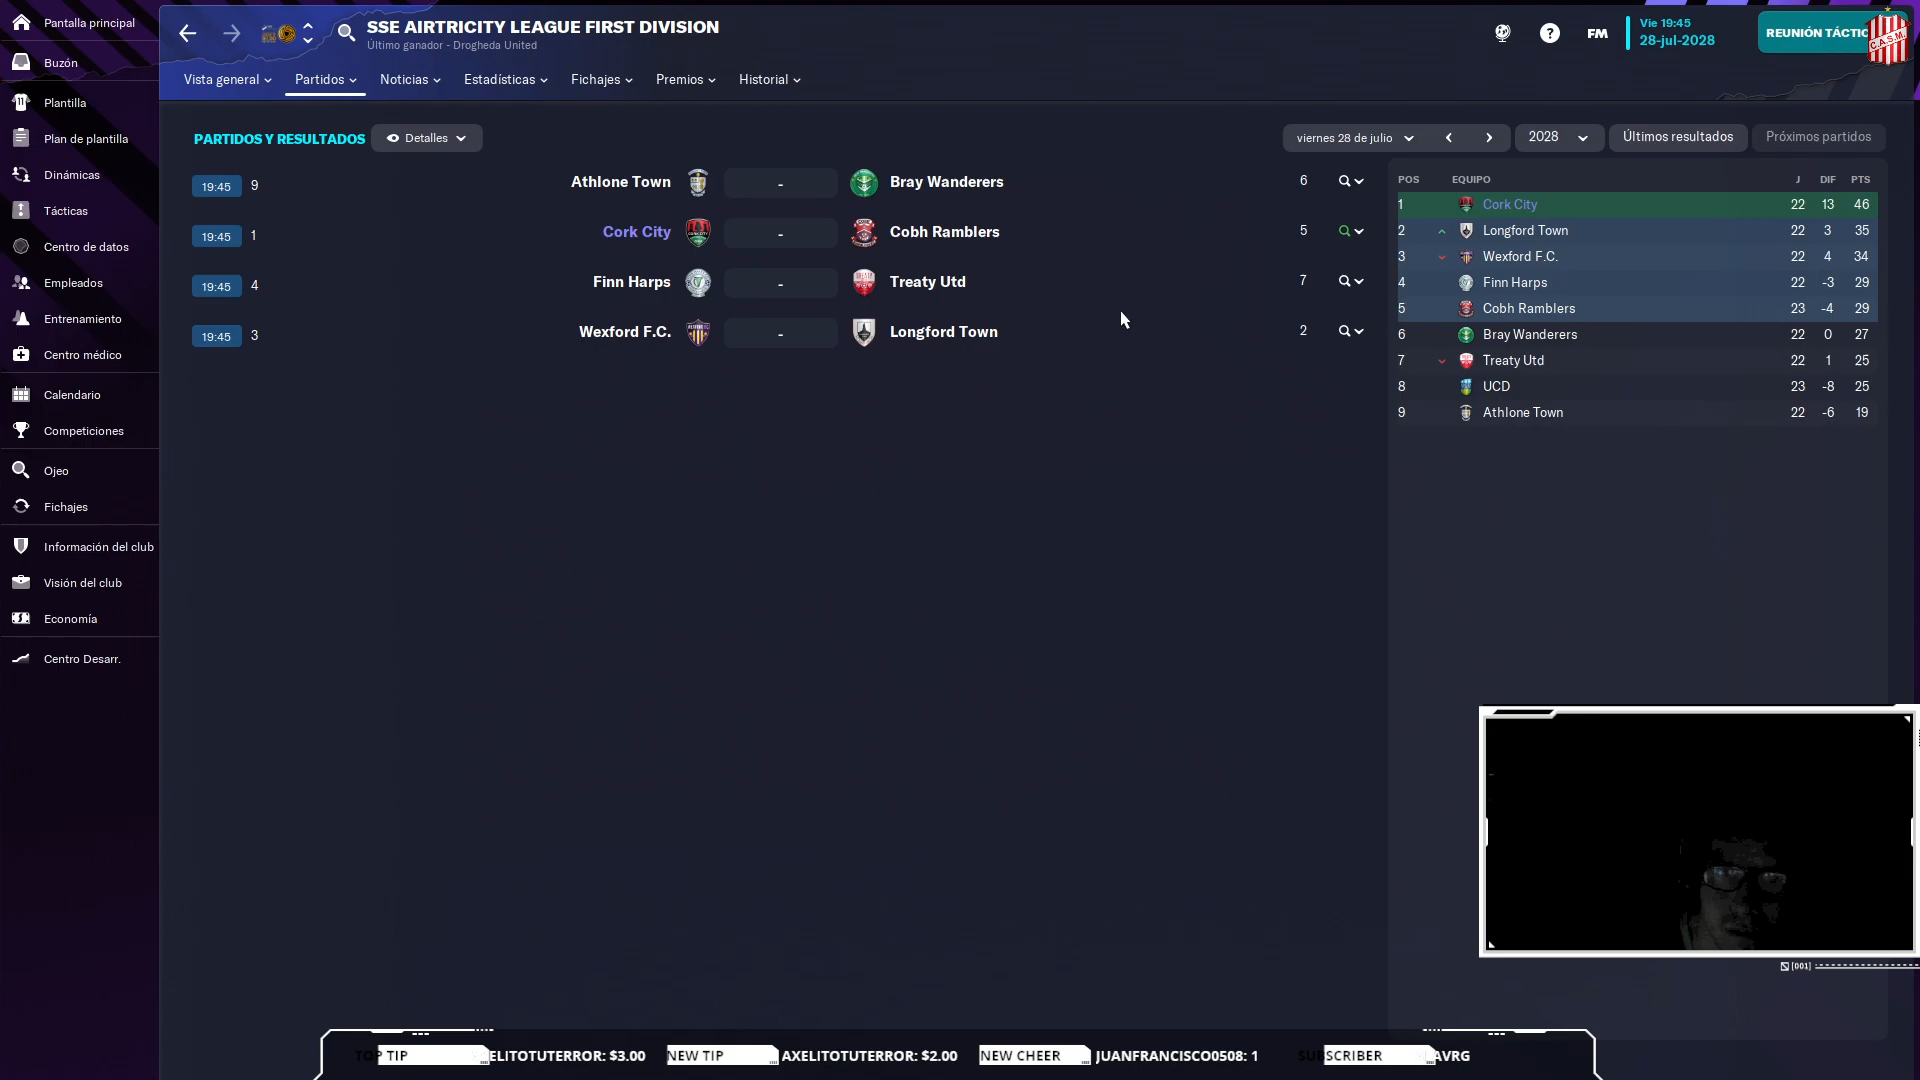 Pantalla principal
Buzón
Plantilla
Plan de plantilla
Dinámicas
Tácticas
Centro de datos
Empleados
Entrenamiento
Centro médico
Calendario
Competiciones
Ojeo
Fichajes
Información del club
Visión del club
Economía
Centro Desarr.
SSE AIRTRICITY LEAGUE FIRST DIVISION
Último ganador - Drogheda United
FM
Vie 19:45
28-jul-2028
REUNIÓN TÁCTIC
C.A.S.M.
Vista general
Partidos
Noticias
Estadísticas
Fichajes
Premios
Historial
PARTIDOS Y RESULTADOS
Detalles
viernes 28 de julio
2028
Últimos resultados
Próximos partidos
19:45 9 Athlone Town - Bray Wanderers 6
19:45 1 Cork City - Cobh Ramblers 5
19:45 4 Finn Harps - Treaty Utd 7
19:45 3 Wexford F.C. - Longford Town 2
POS EQUIPO J DIF PTS
1 Cork City 22 13 46
2 Longford Town 22 3 35
3 Wexford F.C. 22 4 34
4 Finn Harps 22 -3 29
5 Cobh Ramblers 23 -4 29
6 Bray Wanderers 22 0 27
7 Treaty Utd 22 1 25
8 UCD 23 -8 25
9 Athlone Town 22 -6 19
[001]
TOP TIP ELITOTUTERROR: $3.00 NEW TIP AXELITOTUTERROR: $2.00 NEW CHEER JUANFRANCISCO0508: 1 SUBSCRIBER AVRG